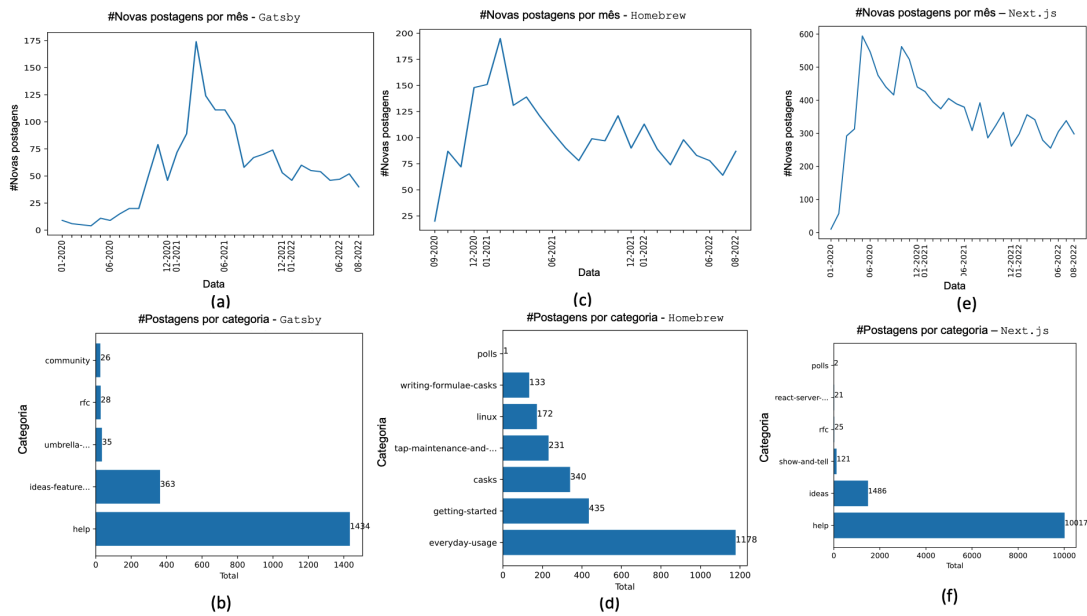 #Novas postagens por mês - Gatsby
175
150
125
100
75
50
25
0
#Novas postagens
01-2020
06-2020
12-2020
01-2021
06-2021
12-2021
01-2022
06-2022
08-2022
Data
(a)
#Novas postagens por mês - Homebrew
200
175
150
125
100
75
50
25
#Novas postagens
09-2020
12-2020
01-2021
06-2021
12-2021
01-2022
06-2022
08-2022
Data
(c)
#Novas postagens por mês – Next.js
600
500
400
300
200
100
0
#Novas postagens
01-2020
06-2020
12-2020
01-2021
06-2021
12-2021
01-2022
06-2022
08-2022
Data
(e)
#Postagens por categoria - Gatsby
Categoria
community 26
rfc 28
umbrella-... 35
ideas-feature... 363
help 1434
0 200 400 600 800 1000 1200 1400
Total
(b)
#Postagens por categoria - Homebrew
Categoria
polls 1
writing-formulae-casks 133
linux 172
tap-maintenance-and-... 231
casks 340
getting-started 435
everyday-usage 1178
0 200 400 600 800 1000 1200
Total
(d)
#Postagens por categoria – Next.js
Categoria
polls 2
react-server-... 21
rfc 25
show-and-tell 121
ideas 1486
help 10017
0 2000 4000 6000 8000 10000
Total
(f)